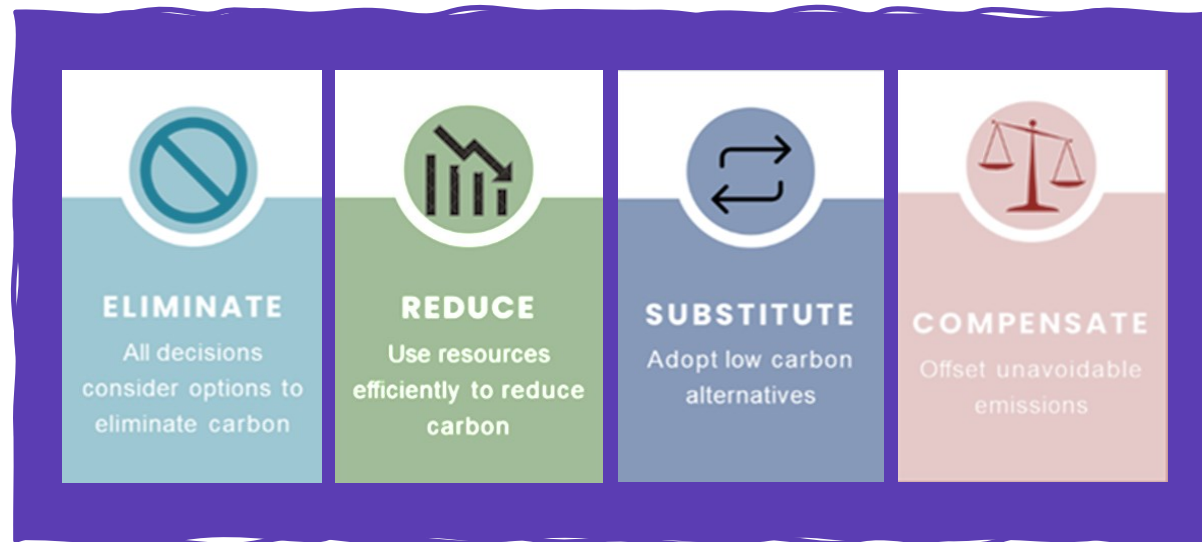 ELIMINATE
All decisions
consider options to
eliminate carbon
REDUCE
Use resources
efficiently to reduce
carbon
SUBSTITUTE
Adopt low carbon
alternatives
COMPENSATE
Offset unavoidable
emissions